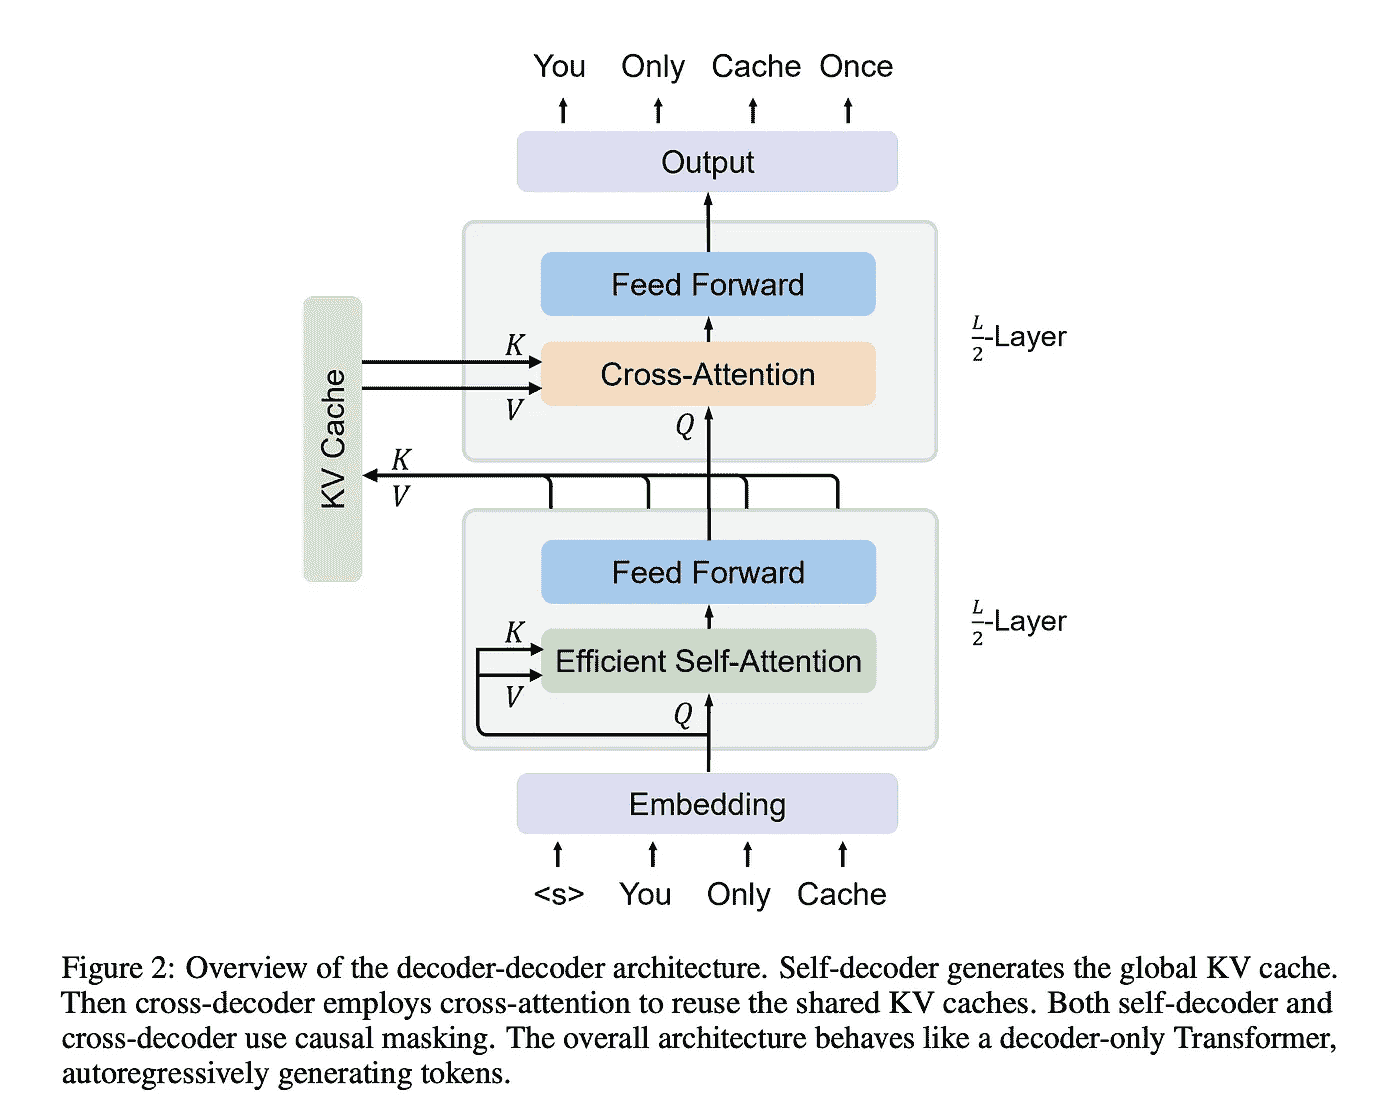 You Only Cache Once
Output
Feed Forward
L/2-Layer
K
Cross-Attention
V
Q
KV Cache
K
V
Feed Forward
L/2-Layer
K
Efficient Self-Attention
V
Q
Embedding
<s> You Only Cache
Figure 2: Overview of the decoder-decoder architecture. Self-decoder generates the global KV cache.
Then cross-decoder employs cross-attention to reuse the shared KV caches. Both self-decoder and
cross-decoder use causal masking. The overall architecture behaves like a decoder-only Transformer,
autoregressively generating tokens.